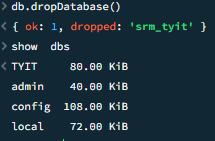 > db.dropDatabase()
< { ok: 1, dropped: 'srm_tyit' }
> show dbs
< TYIT 80.00 KiB
admin 40.00 KiB
config 108.00 KiB
local 72.00 KiB